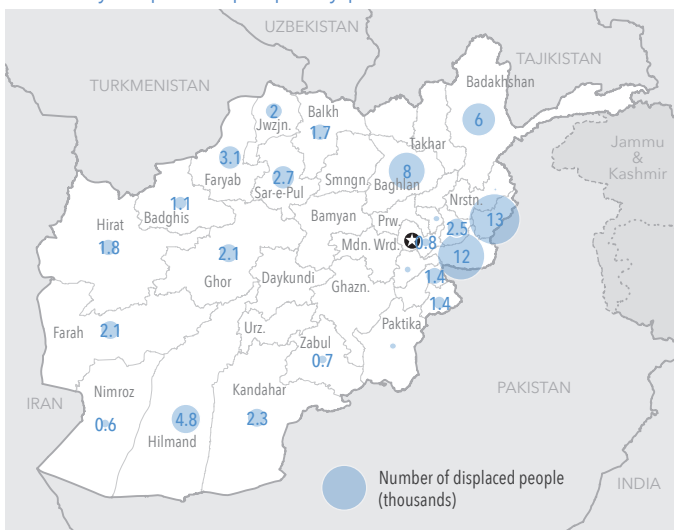 UZBEKISTAN
TAJIKISTAN
TURKMENISTAN
Badakhshan
2
Jwzjn.
Balkh
1.7
6
Takhar
Jammu
&
Kashmir
3.1
Faryab
2.7
Sar-e-Pul
Smngn.
8
Baghlan
Nrstn.
1.1
Badghis
Hirat
1.8
Bamyan
Prw.
13
2.5
Mdn. Wrd.
0.8
12
2.1
Ghor
Daykundi
Ghazn.
1.4
1.4
Farah
2.1
Urz.
Paktika
Zabul
0.7
Nimroz
0.6
Kandahar
2.3
4.8
Hilmand
IRAN
PAKISTAN
Number of displaced people
(thousands)
INDIA